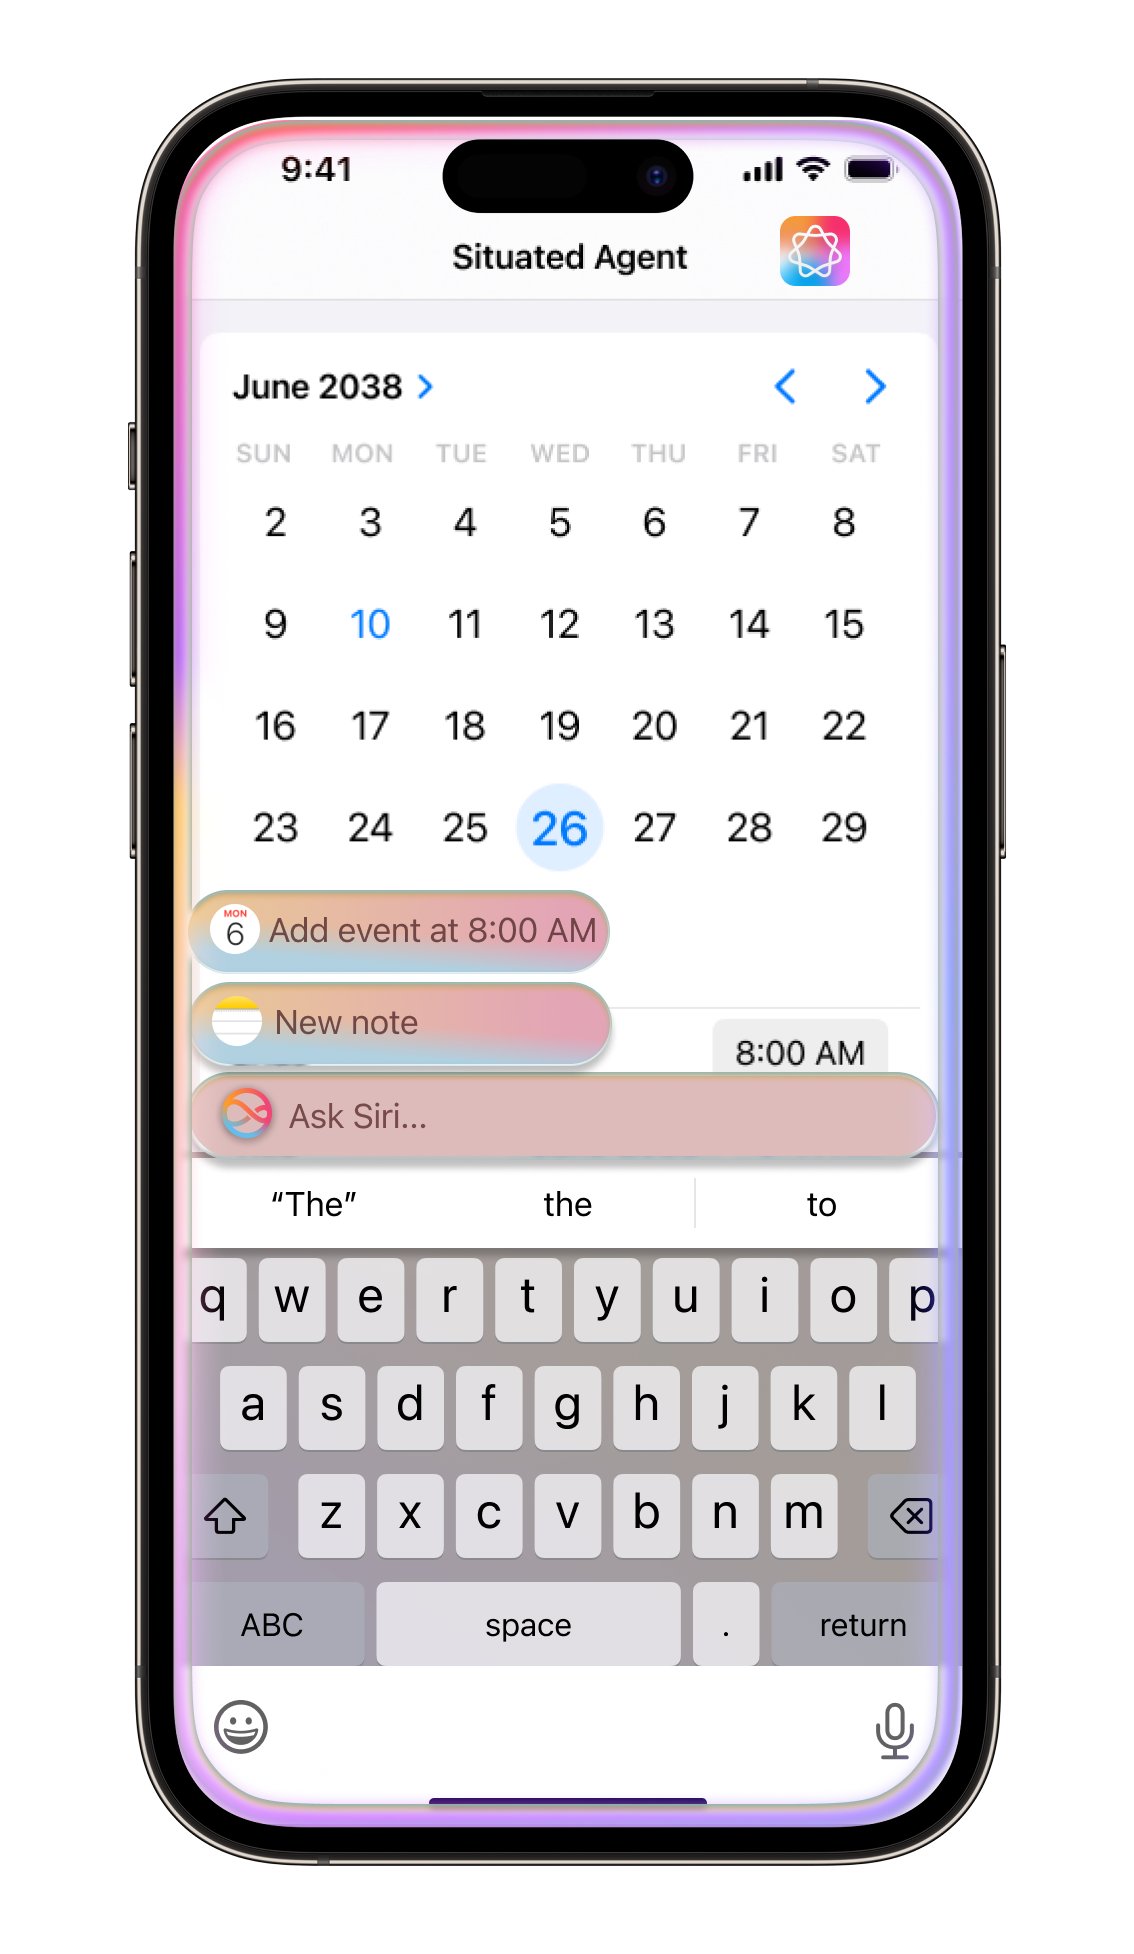 9:41
Situated Agent
June 2038
SUN MON TUE WED THU FRI SAT
2 3 4 5 6 7 8
9 10 11 12 13 14 15
16 17 18 19 20 21 22
23 24 25 26 27 28 29
MON
6 Add event at 8:00 AM
New note
8:00 AM
Ask Siri...
“The” the to
q w e r t y u i o p
a s d f g h j k l
z x c v b n m
ABC space . return